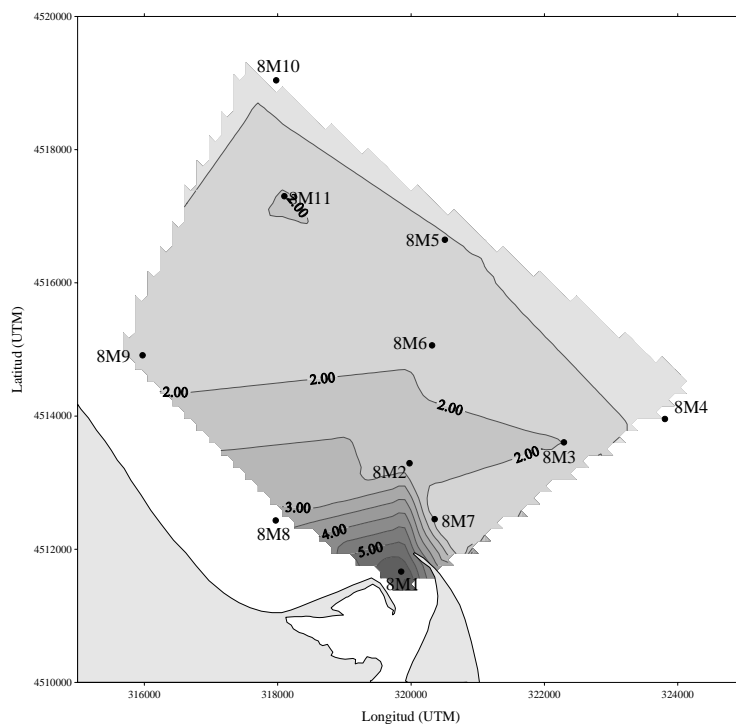 4520000
8M10
4518000
8M11
2.00
8M5
4516000
Latitud (UTM)
8M6
8M9
2.00
2.00
2.00
8M4
4514000
2.00
8M3
8M2
3.00
8M7
8M8
4.00
4512000
5.00
8M1
4510000
316000 318000 320000 322000 324000
Longitud (UTM)